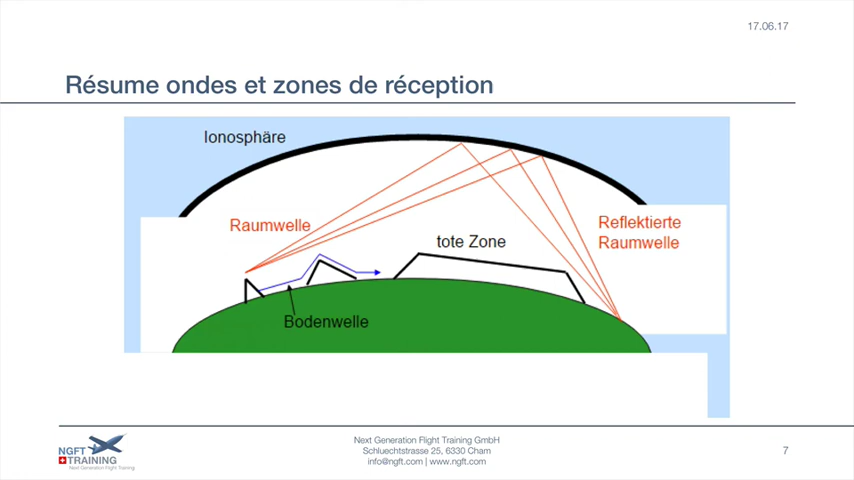 17.06.17
Résume ondes et zones de réception
Ionosphäre
Raumwelle
Reflektierte
Raumwelle
tote Zone
Bodenwelle
NGFT
TRAINING
Next Generation Flight Training
Next Generation Flight Training GmbH
Schluechtstrasse 25, 6330 Cham
info@ngft.com | www.ngft.com
7